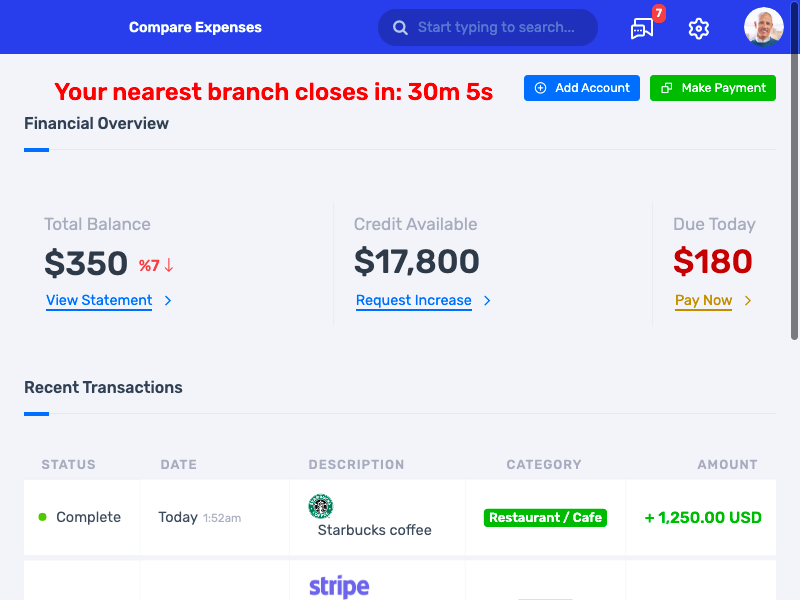 Compare Expenses
Start typing to search...
7
Your nearest branch closes in: 30m 5s
Add Account
Make Payment
Financial Overview
Total Balance
Credit Available
Due Today
$350 %7
$17,800
$180
View Statement
Request Increase
Pay Now
Recent Transactions
STATUS DATE DESCRIPTION CATEGORY AMOUNT
Complete Today 1:52am Starbucks coffee Restaurant / Cafe + 1,250.00 USD
stripe